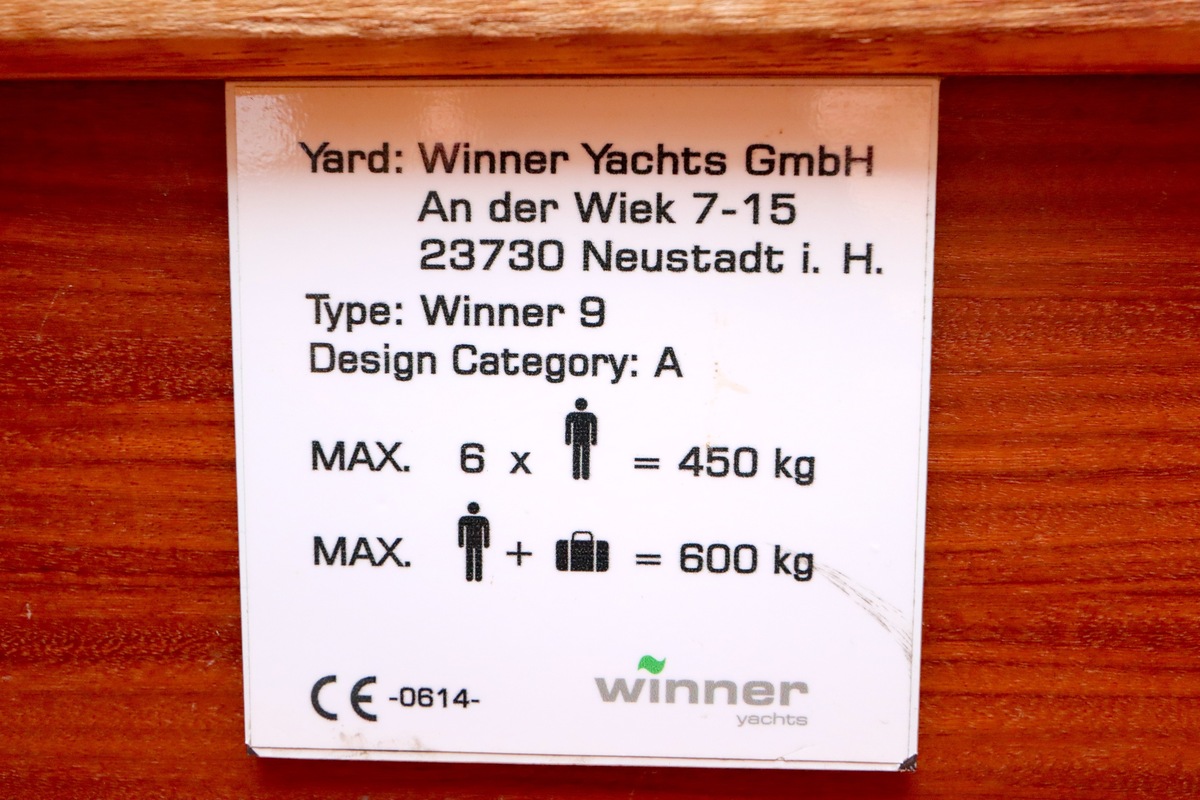 Yard: Winner Yachts GmbH
An der Wiek 7-15
23730 Neustadt i. H.
Type: Winner 9
Design Category: A
MAX. 6 x = 450 kg
MAX. + = 600 kg
CE -0614-
winner
yachts